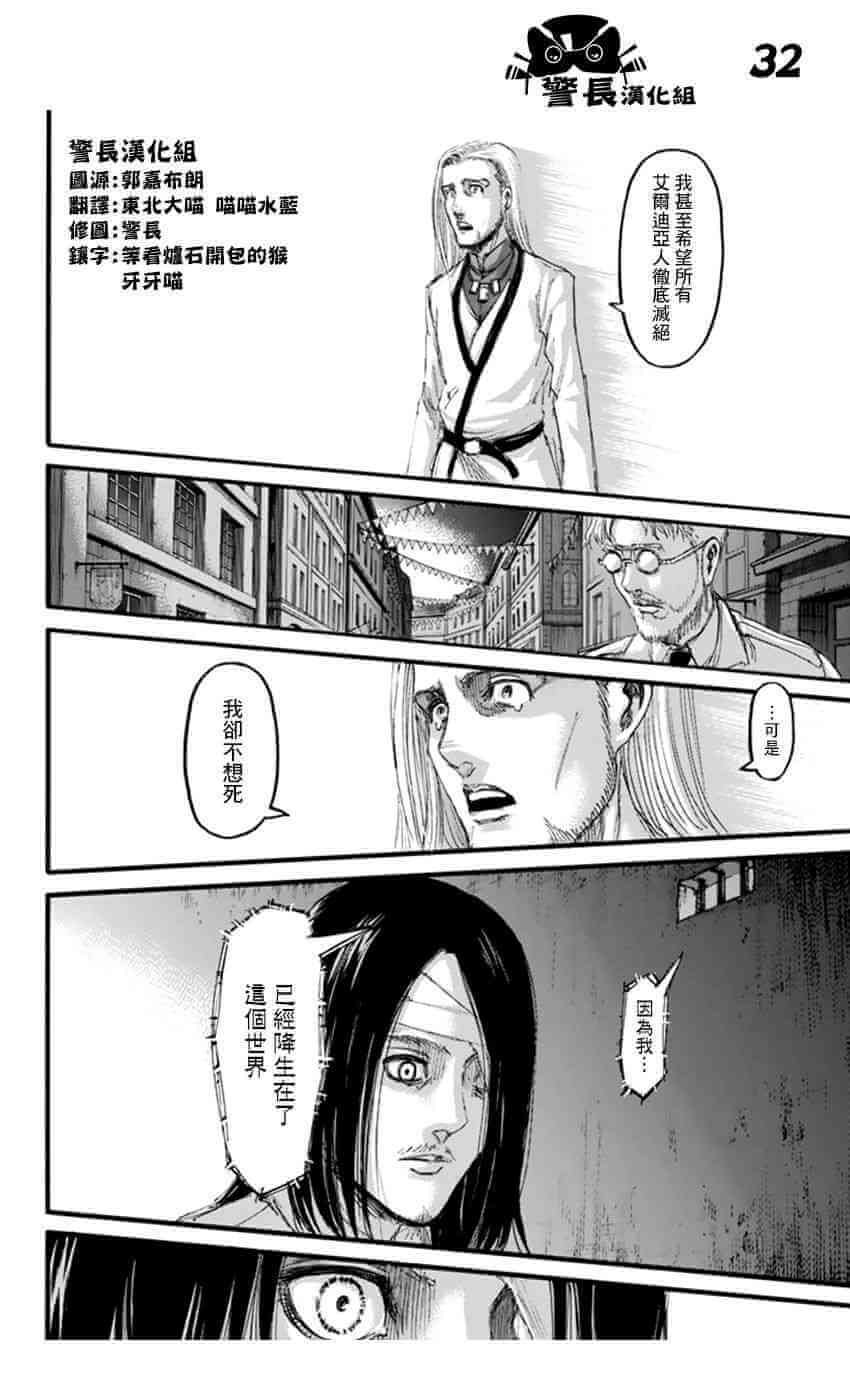 警長漢化組
32
警長漢化組
圖源:郭嘉布朗
翻譯:東北大喵 喵喵水藍
修圖:警長
鑲字:等看爐石開包的猴
牙牙喵
我甚至希望所有
艾爾迪亞人徹底滅絕
…可是
我卻不想死
因為我…
已經降生在了
這個世界